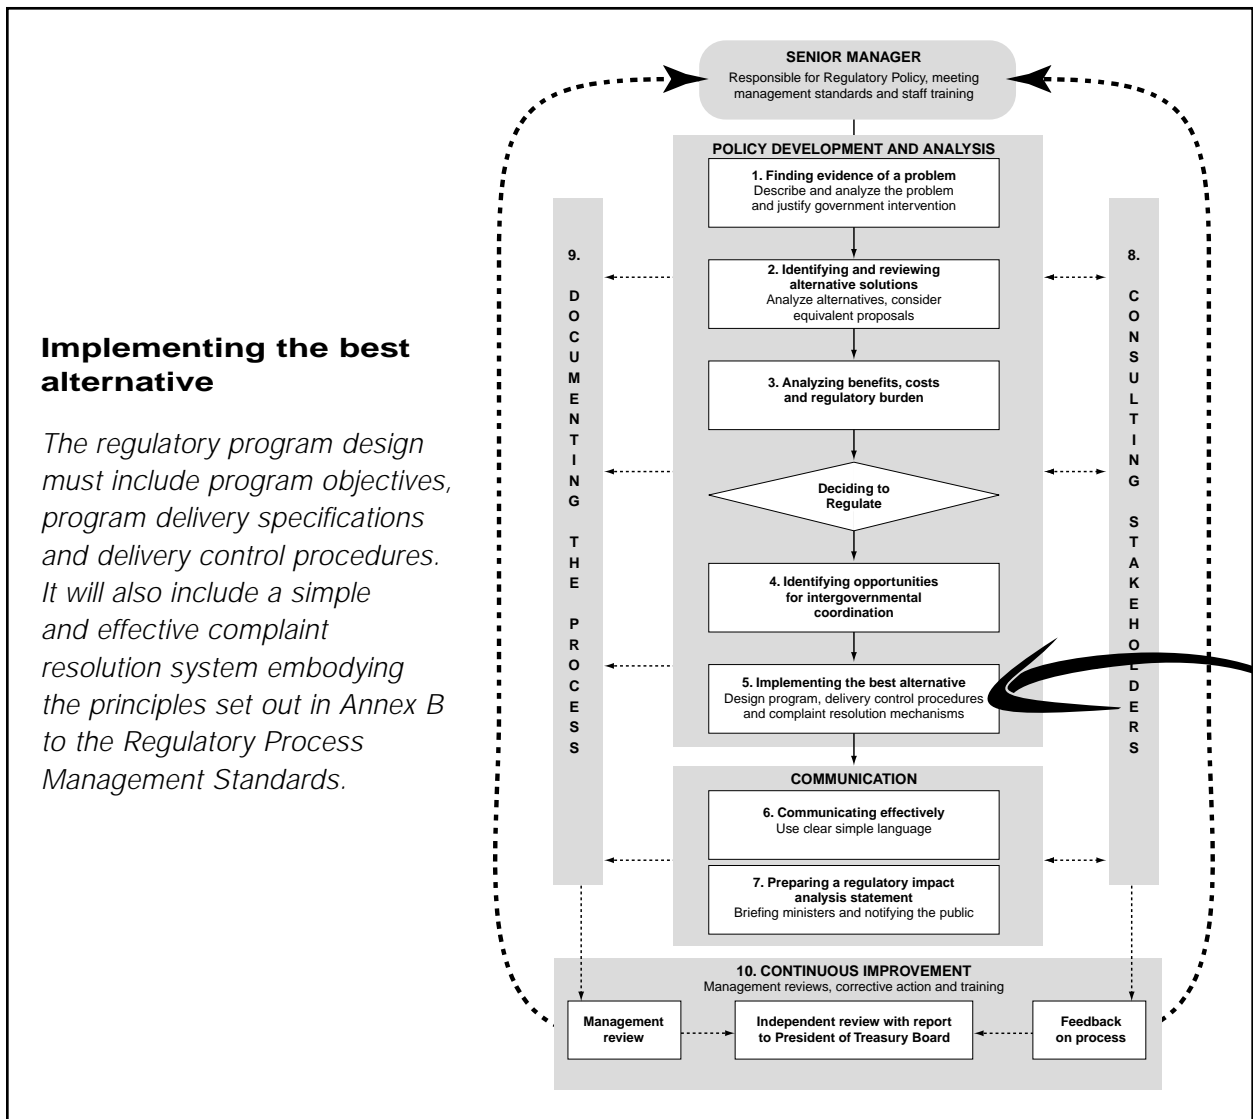 Implementing the best
alternative
The regulatory program design
must include program objectives,
program delivery specifications
and delivery control procedures.
It will also include a simple
and effective complaint
resolution system embodying
the principles set out in Annex B
to the Regulatory Process
Management Standards.
SENIOR MANAGER
Responsible for Regulatory Policy, meeting
management standards and staff training
POLICY DEVELOPMENT AND ANALYSIS
1. Finding evidence of a problem
Describe and analyze the problem
and justify government intervention
2. Identifying and reviewing
alternative solutions
Analyze alternatives, consider
equivalent proposals
3. Analyzing benefits, costs
and regulatory burden
Deciding to
Regulate
4. Identifying opportunities
for intergovernmental
coordination
5. Implementing the best alternative
Design program, delivery control procedures
and complaint resolution mechanisms
COMMUNICATION
6. Communicating effectively
Use clear simple language
7. Preparing a regulatory impact
analysis statement
Briefing ministers and notifying the public
9. DOCUMENTING THE PROCESS
8. CONSULTING STAKEHOLDERS
10. CONTINUOUS IMPROVEMENT
Management reviews, corrective action and training
Management
review
Independent review with report
to President of Treasury Board
Feedback
on process